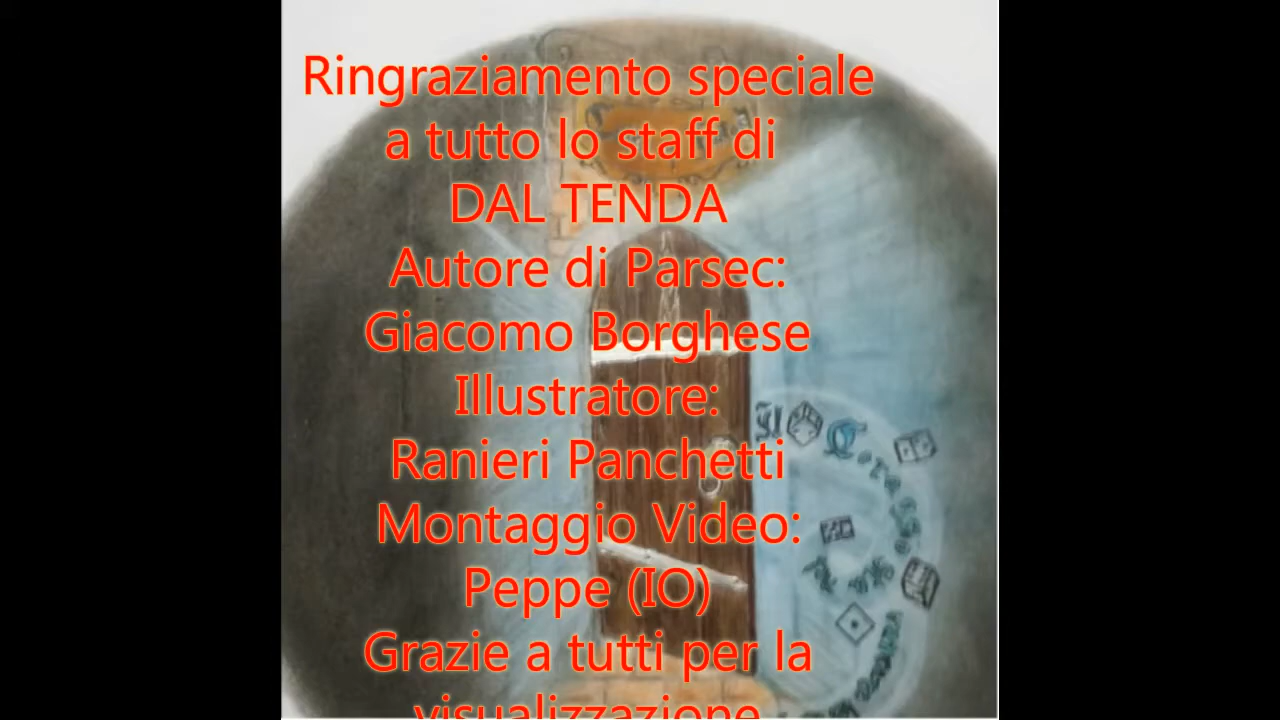 Ringraziamento speciale
a tutto lo staff di
DAL TENDA
Autore di Parsec:
Giacomo Borghese
Illustratore:
Ranieri Panchetti
Montaggio Video:
Peppe (IO)
Grazie a tutti per la
visualizzazione